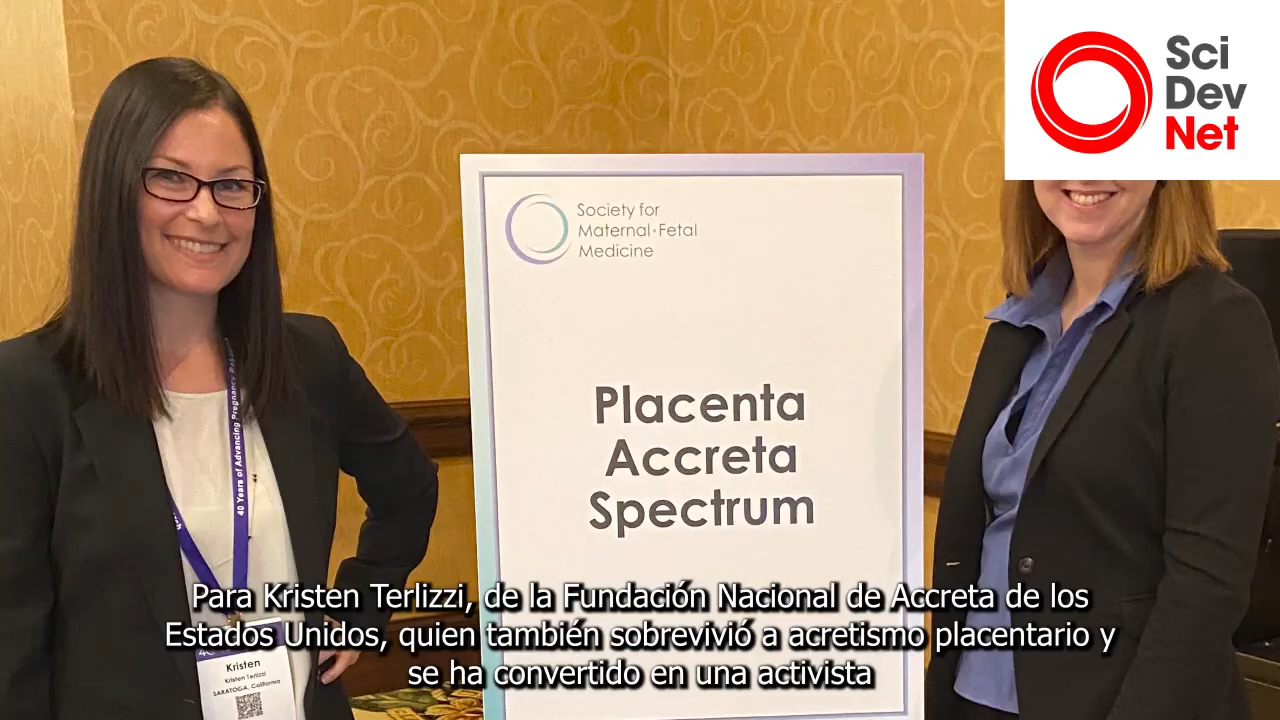 Sci
Dev
Net
Society for
Maternal·Fetal
Medicine
Placenta
Accreta
Spectrum
40 Years of Advancing Pregnancy
Para Kristen Terlizzi, de la Fundación Nacional de Accreta de los
Estados Unidos, quien también sobrevivió a acretismo placentario y
se ha convertido en una activista
Kristen
Kristen Terlizzi
SARATOGA, California